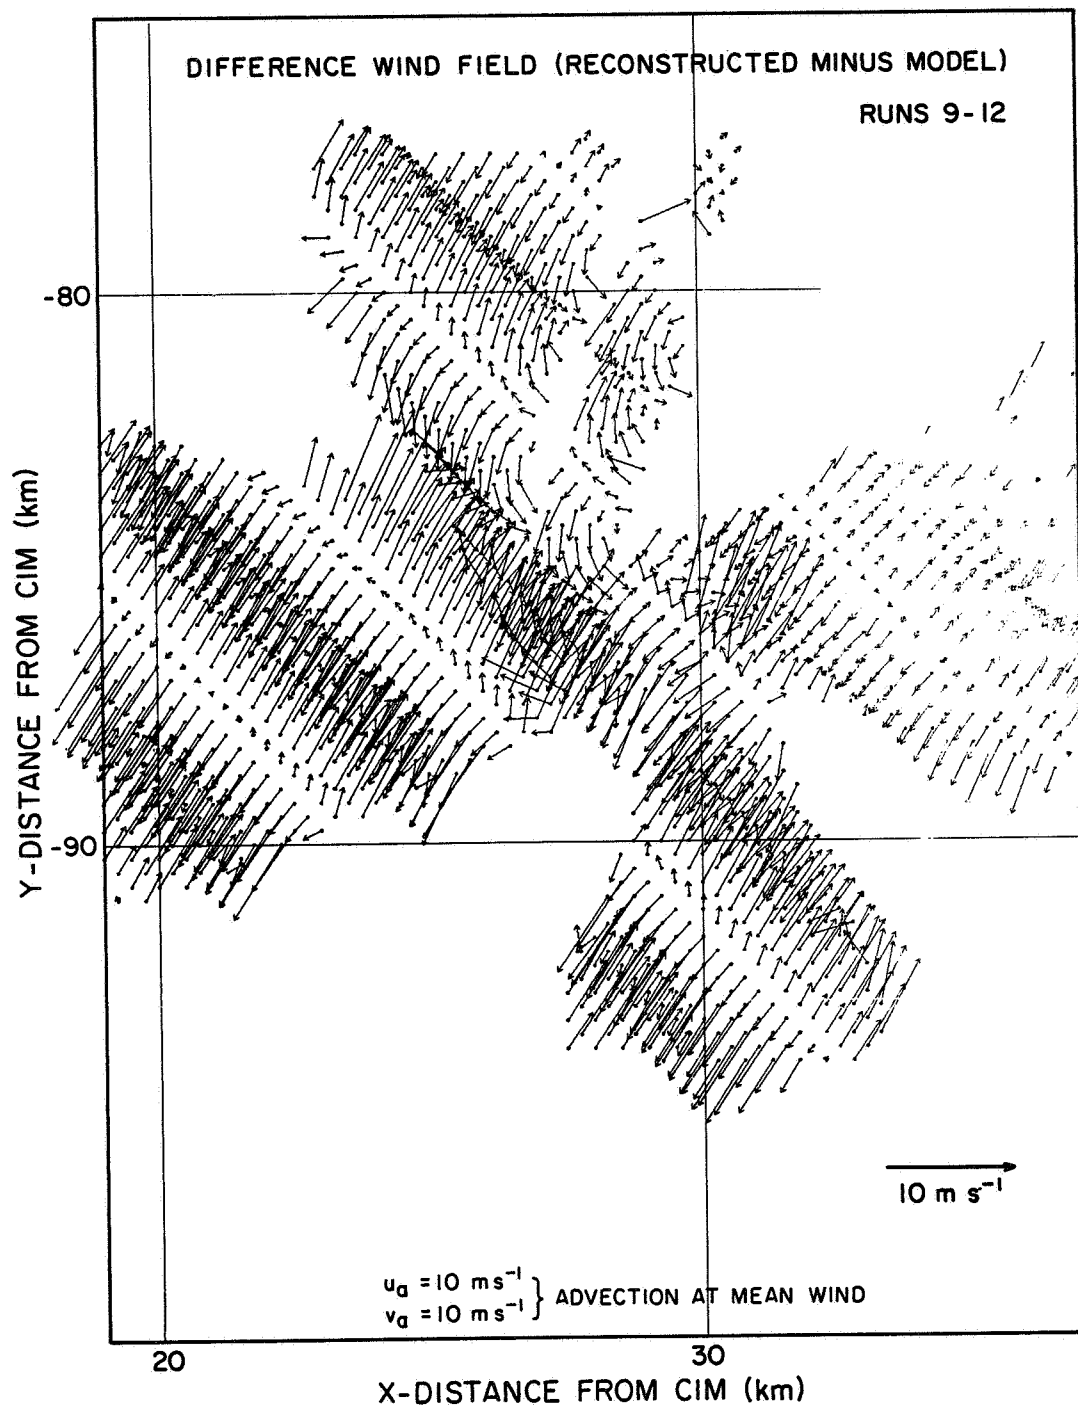 DIFFERENCE WIND FIELD (RECONSTRUCTED MINUS MODEL)
RUNS 9-12
-80
Y-DISTANCE FROM CIM (km)
-90
10 m s⁻¹
uₐ = 10 ms⁻¹
vₐ = 10 ms⁻¹
} ADVECTION AT MEAN WIND
20
30
X-DISTANCE FROM CIM (km)